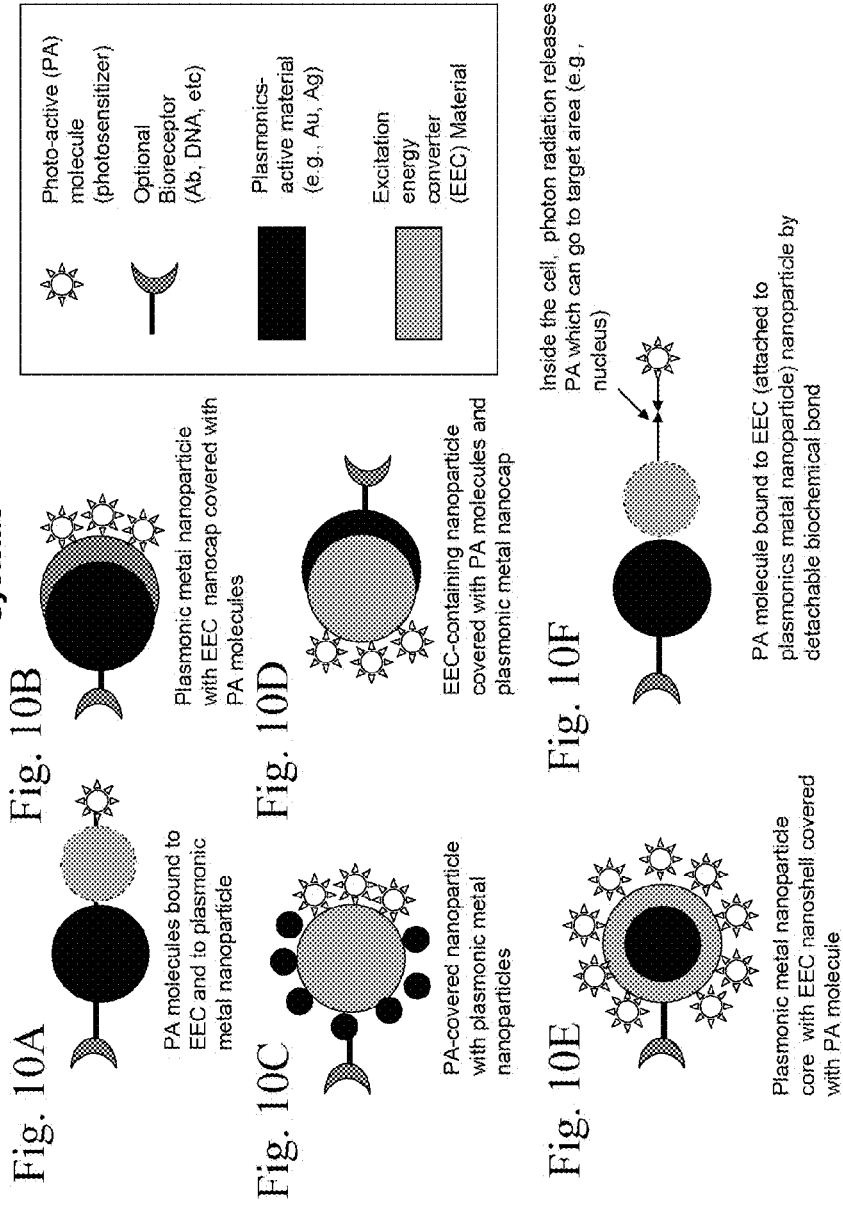 Fig. 10A
PA molecules bound to
EEC and to plasmonic
metal nanoparticle
Fig. 10B
Plasmonic metal nanoparticle
with EEC nanocap covered with
PA molecules
Photo-active (PA)
molecule
(photosensitizer)
Optional
Bioreceptor
(Ab, DNA, etc)
Plasmonics-
active material
(e.g., Au, Ag)
Excitation
energy
converter
(EEC) Material
Fig. 10C
PA-covered nanoparticle
with plasmonic metal
nanoparticles
Fig. 10D
EEC-containing nanoparticle
covered with PA molecules and
plasmonic metal nanocap
Fig. 10E
Plasmonic metal nanoparticle
core with EEC nanoshell covered
with PA molecule
Fig. 10F
Inside the cell, photon radiation releases
PA which can go to target area (e.g.,
nucleus)
PA molecule bound to EEC (attached to
plasmonics matal nanoparticle) nanoparticle by
detachable biochemical bond